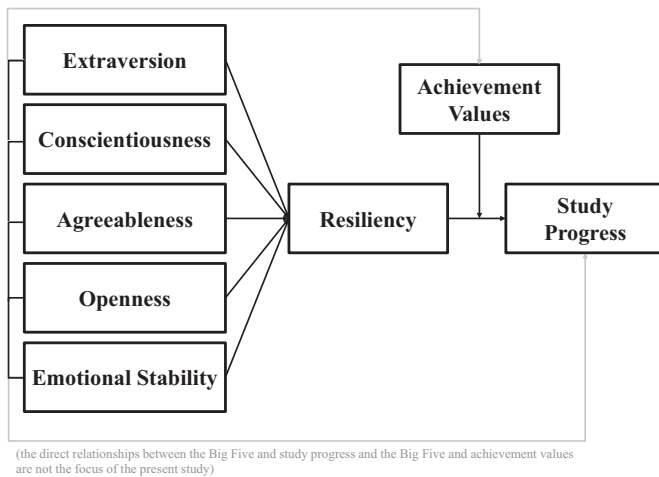 Extraversion
Conscientiousness
Agreeableness
Openness
Emotional Stability
Resiliency
Achievement
Values
Study
Progress
(the direct relationships between the Big Five and study progress and the Big Five and achievement values
are not the focus of the present study)